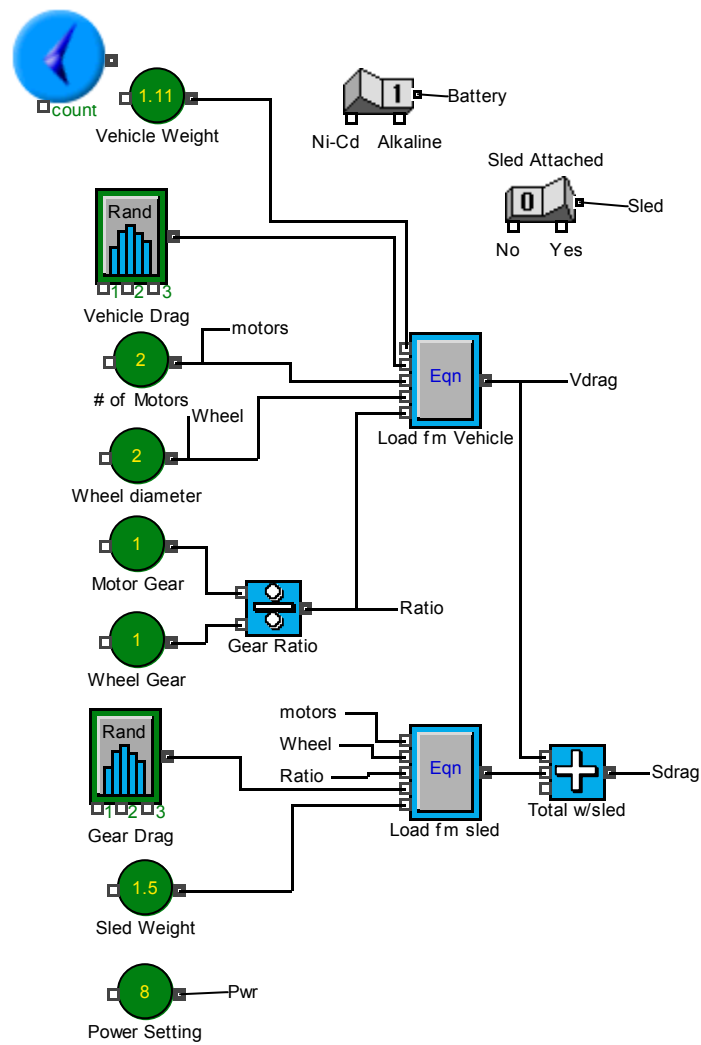 count
1.11
Vehicle Weight
1
Battery
Ni-Cd Alkaline
Sled Attached
0
Sled
No Yes
Rand
1 2 3
Vehicle Drag
motors
2
# of Motors
Eqn
Vdrag
Load fm Vehicle
Wheel
2
Wheel diameter
1
Motor Gear
Ratio
Gear Ratio
1
Wheel Gear
motors
Wheel
Ratio
Rand
1 2 3
Gear Drag
Eqn
Load fm sled
Sdrag
Total w/sled
1.5
Sled Weight
8
Pwr
Power Setting